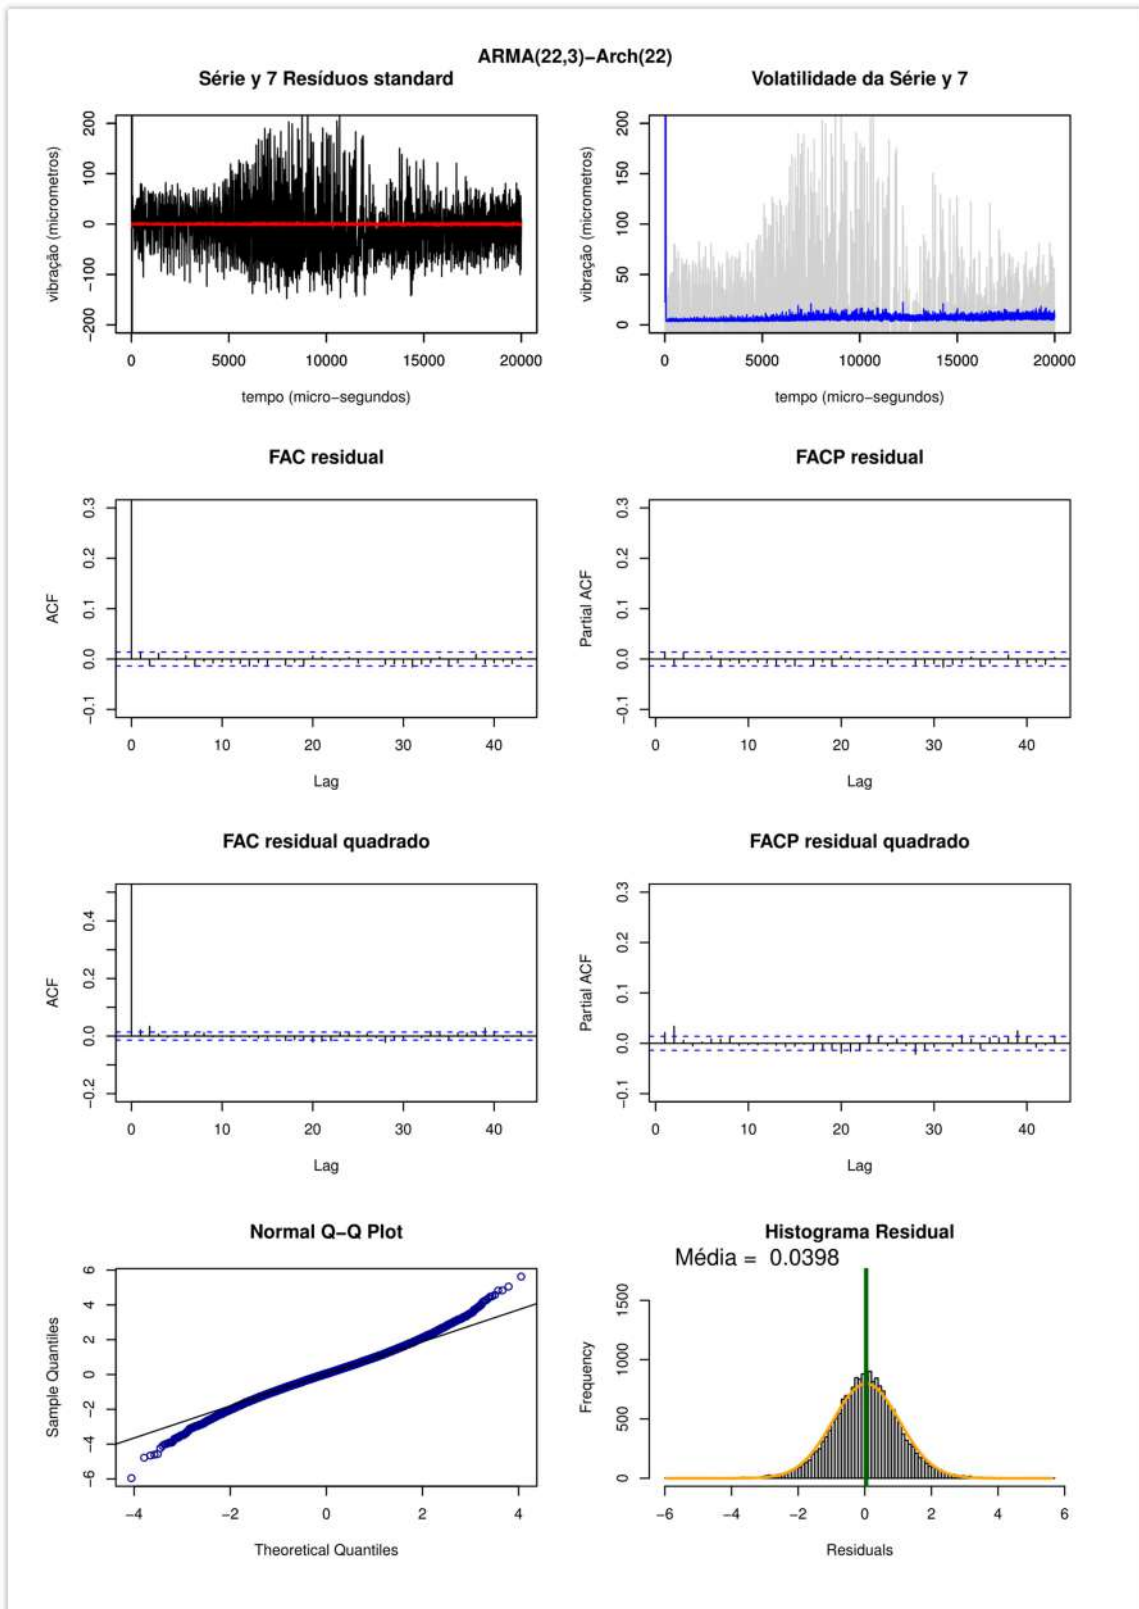 ARMA(22,3)−Arch(22)
Série y 7 Resíduos standard
vibração (micrometros)
200
100
0
−100
−200
0 5000 10000 15000 20000
tempo (micro−segundos)
Volatilidade da Série y 7
vibração (micrometros)
200
150
100
50
0
0 5000 10000 15000 20000
tempo (micro−segundos)
FAC residual
ACF
0.3
0.2
0.1
0.0
−0.1
0 10 20 30 40
Lag
FACP residual
Partial ACF
0.3
0.2
0.1
0.0
−0.1
0 10 20 30 40
Lag
FAC residual quadrado
ACF
0.4
0.2
0.0
−0.2
0 10 20 30 40
Lag
FACP residual quadrado
Partial ACF
0.3
0.2
0.1
0.0
−0.1
0 10 20 30 40
Lag
Normal Q−Q Plot
Sample Quantiles
6
4
2
0
−2
−4
−6
−4 −2 0 2 4
Theoretical Quantiles
Histograma Residual
Média = 0.0398
Frequency
1500
1000
500
0
−6 −4 −2 0 2 4 6
Residuals